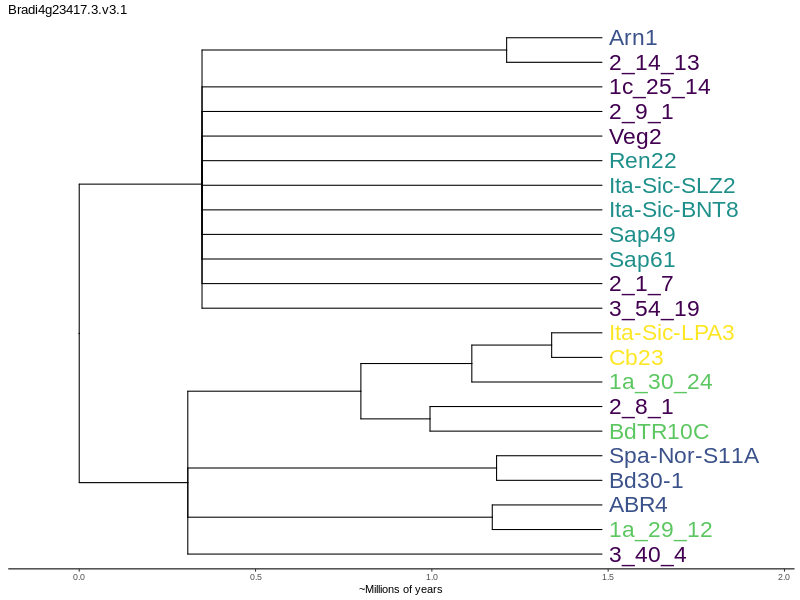 Bradi4g23417.3.v3.1
Arn1
2_14_13
1c_25_14
2_9_1
Veg2
Ren22
Ita-Sic-SLZ2
Ita-Sic-BNT8
Sap49
Sap61
2_1_7
3_54_19
Ita-Sic-LPA3
Cb23
1a_30_24
2_8_1
BdTR10C
Spa-Nor-S11A
Bd30-1
ABR4
1a_29_12
3_40_4
0.0 0.5 1.0 1.5 2.0
~Millions of years